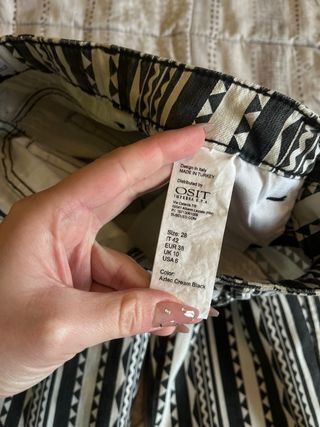 Design in Italy
MADE IN TURKEY
Distributed by
OSIT
IMPRESE S.P.A.
Size: 28
IT 42
EUR 38
UK 10
USA 6
Color:
Aztec Cream Black